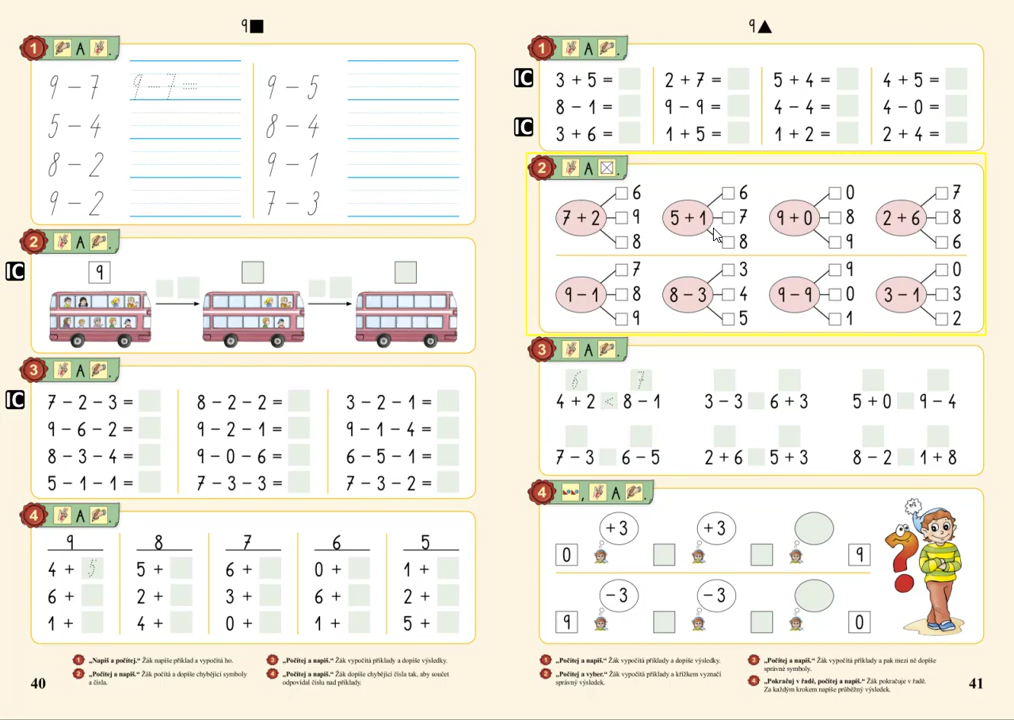 9■
1 A .
9 − 7 9−7=
5 − 4
8 − 2
9 − 2
9 − 5
8 − 4
9 − 1
7 − 3
2 A .
IC
9
3 A .
IC
7 − 2 − 3 =
9 − 6 − 2 =
8 − 3 − 4 =
5 − 1 − 1 =
8 − 2 − 2 =
9 − 2 − 1 =
9 − 0 − 6 =
7 − 3 − 3 =
3 − 2 − 1 =
9 − 1 − 4 =
6 − 5 − 1 =
7 − 3 − 2 =
4 A .
9
4 + 5
6 +
1 +
8
5 +
2 +
4 +
7
6 +
3 +
0 +
6
0 +
6 +
1 +
5
1 +
2 +
5 +
1 „Napiš a počítej.“ Žák napíše příklad a vypočítá ho.
2 „Počítej a napiš.“ Žák počítá a dopíše chybějící symboly
a čísla.
3 „Počítej a napiš.“ Žák vypočítá příklady a dopíše výsledky.
4 „Počítej a napiš.“ Žák dopíše chybějící čísla tak, aby součet
odpovídal číslu nad příklady.
40
9▲
1 A .
IC
IC
3 + 5 =
8 − 1 =
3 + 6 =
2 + 7 =
9 − 9 =
1 + 5 =
5 + 4 =
4 − 4 =
1 + 2 =
4 + 5 =
4 − 0 =
2 + 4 =
2 A .
7 + 2 6 9 8
5 + 1 6 7 8
9 + 0 0 8 9
2 + 6 7 8 6
9 − 1 7 8 9
8 − 3 3 4 5
9 − 9 9 0 1
3 − 1 0 3 2
3 A .
6 7
4 + 2 < 8 − 1
3 − 3 6 + 3
5 + 0 9 − 4
7 − 3 6 − 5
2 + 6 5 + 3
8 − 2 1 + 8
4 , A .
+ 3 + 3
0 9
− 3 − 3
9 0
1 „Počítej a napiš.“ Žák vypočítá příklady a dopíše výsledky.
2 „Počítej a vyber.“ Žák vypočítá příklady a křížkem vyznačí
správný výsledek.
3 „Počítej a napiš.“ Žák vypočítá příklady a pak mezi ně dopíše
správné symboly.
4 „Pokračuj v řadě, počítej a napiš.“ Žák pokračuje v řadě.
Za každým krokem napíše průběžný výsledek.
41